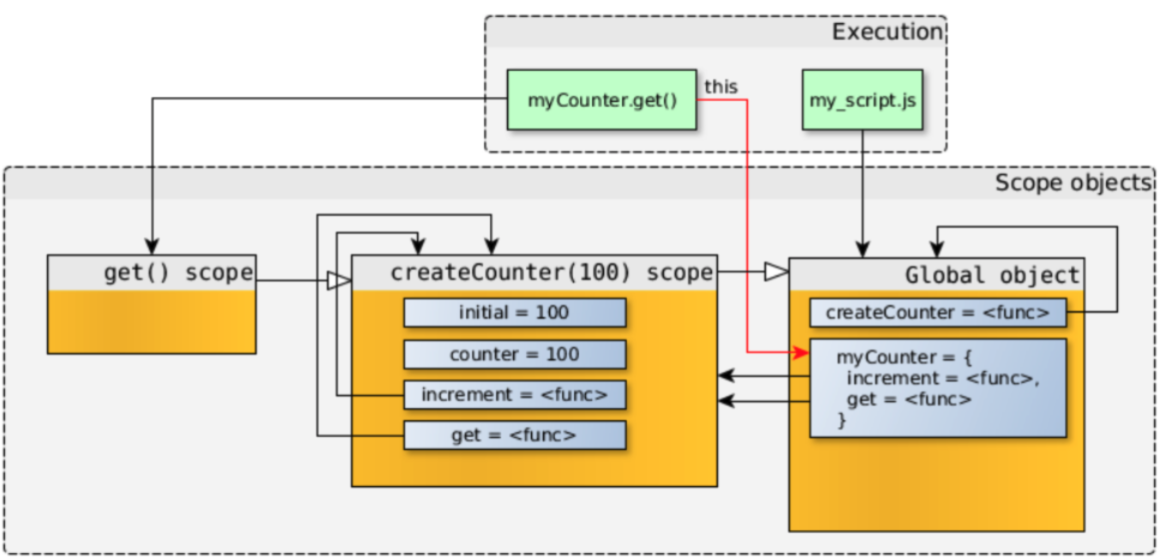 Execution
myCounter.get()
this
my_script.js
Scope objects
get() scope
createCounter(100) scope
initial = 100
counter = 100
increment = <func>
get = <func>
Global object
createCounter = <func>
myCounter = {
increment = <func>,
get = <func>
}